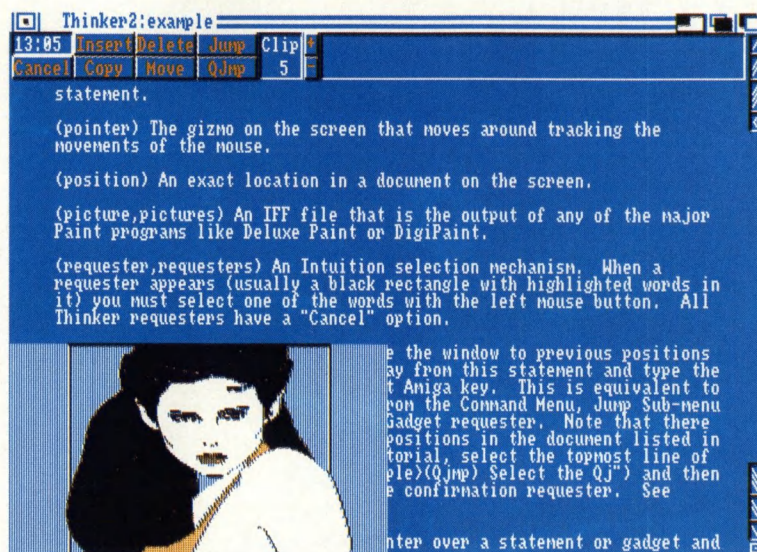 Thinker2:example
13:05 Insert Delete Jump Clip +
Cancel Copy Move QJmp 5 -
statement.
(pointer) The gizmo on the screen that moves around tracking the
movements of the mouse.
(position) An exact location in a document on the screen.
(picture,pictures) An IFF file that is the output of any of the major
Paint programs like Deluxe Paint or DigiPaint.
(requester,requesters) An Intuition selection mechanism. When a
requester appears (usually a black rectangle with highlighted words in
it) you must select one of the words with the left mouse button. All
Thinker requesters have a "Cancel" option.
e the window to previous positions
ay from this statement and type the
t Amiga key. This is equivalent to
rom the Command Menu, Jump Sub-menu
Gadget requester. Note that there
positions in the document listed in
torial, select the topmost line of
ple)(Qjmp) Select the Qj") and then
e confirmation requester. See
nter over a statement or gadget and